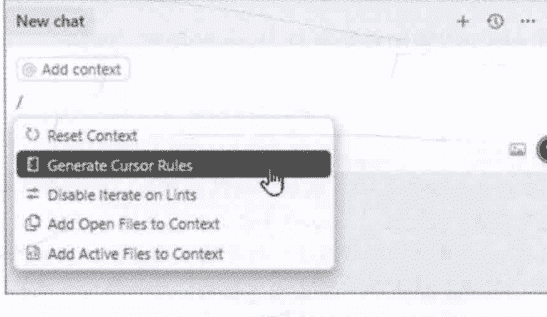 New chat
Add context
/
Reset Context
Generate Cursor Rules
Disable Iterate on Lints
Add Open Files to Context
Add Active Files to Context